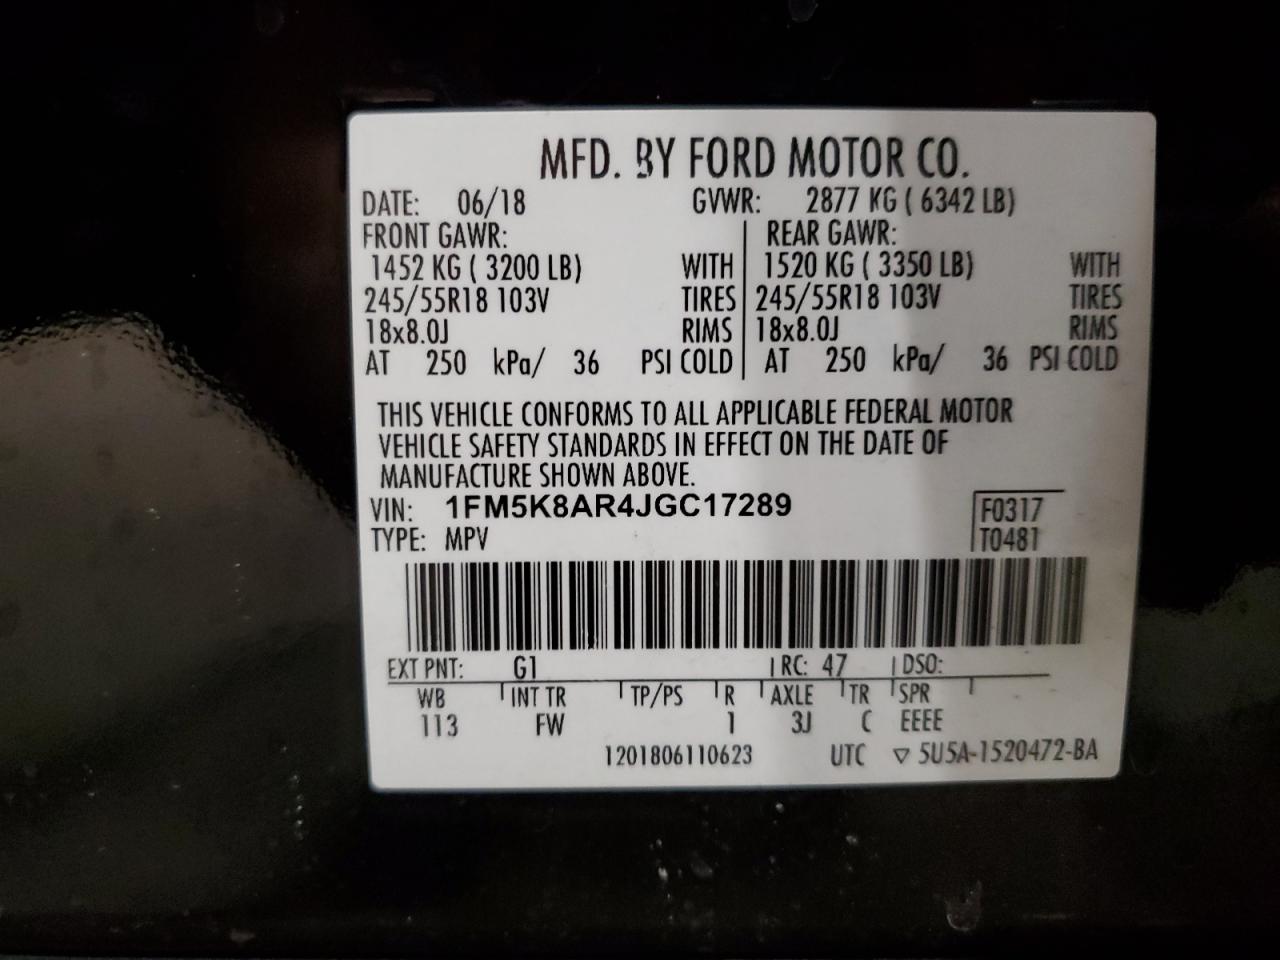 MFD. BY FORD MOTOR CO.
DATE: 06/18 GVWR: 2877 KG ( 6342 LB)
FRONT GAWR: REAR GAWR:
1452 KG ( 3200 LB) WITH 1520 KG ( 3350 LB) WITH
245/55R18 103V TIRES 245/55R18 103V TIRES
18x8.0J RIMS 18x8.0J RIMS
AT 250 kPa/ 36 PSI COLD AT 250 kPa/ 36 PSI COLD
THIS VEHICLE CONFORMS TO ALL APPLICABLE FEDERAL MOTOR
VEHICLE SAFETY STANDARDS IN EFFECT ON THE DATE OF
MANUFACTURE SHOWN ABOVE.
VIN: 1FM5K8AR4JGC17289 F0317
TYPE: MPV T0481
EXT PNT: G1 RC: 47 DSO:
WB INT TR TP/PS R AXLE TR SPR
113 FW 1 3J C EEEE
1201806110623 UTC ▽ 5U5A-1520472-BA